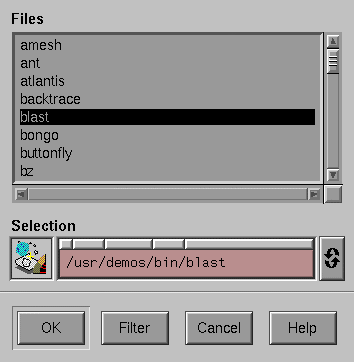 Files
amesh
ant
atlantis
backtrace
blast
bongo
buttonfly
bz
Selection
/usr/demos/bin/blast
OK Filter Cancel Help